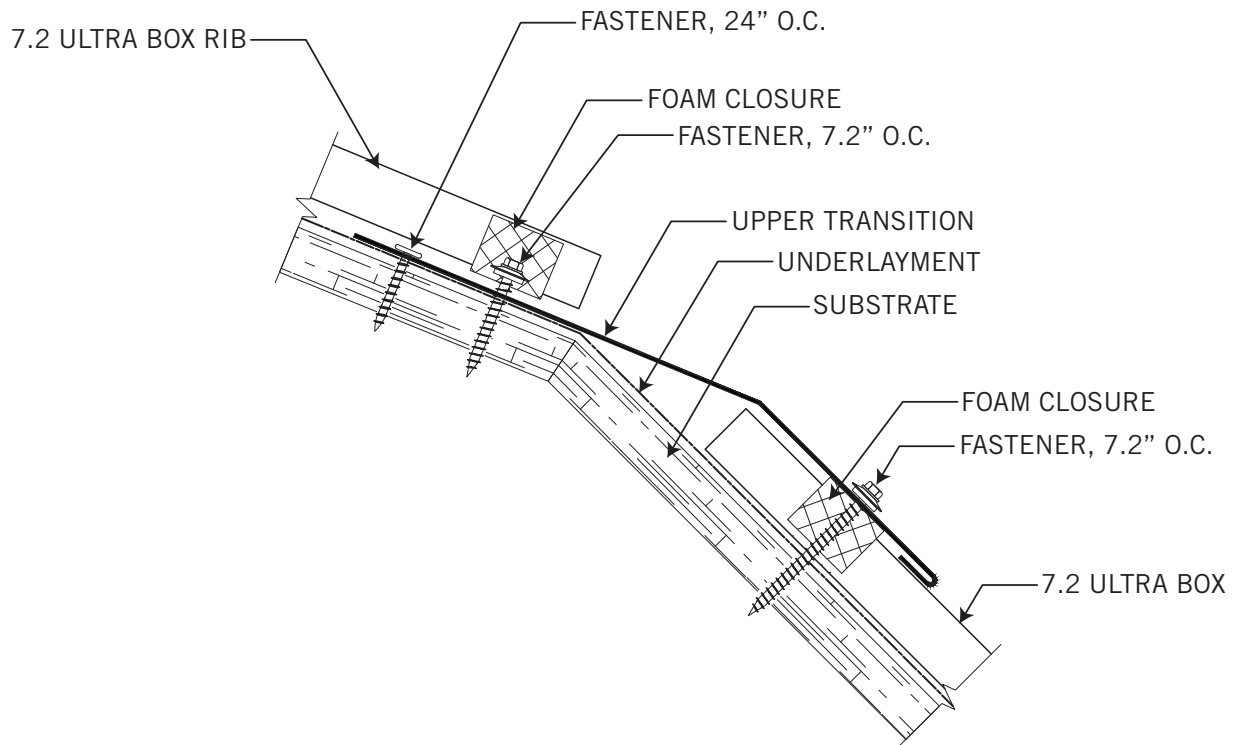 FASTENER, 24” O.C.
7.2 ULTRA BOX RIB
FOAM CLOSURE
FASTENER, 7.2” O.C.
UPPER TRANSITION
UNDERLAYMENT
SUBSTRATE
FOAM CLOSURE
FASTENER, 7.2” O.C.
7.2 ULTRA BOX